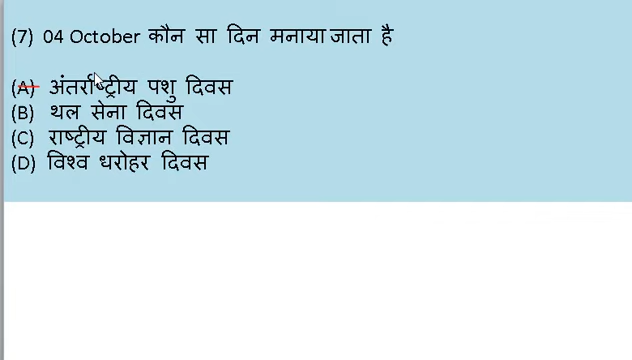 (7) 04 October कौन सा दिन मनाया जाता है
(A) अंतर्राष्ट्रीय पशु दिवस
(B) थल सेना दिवस
(C) राष्ट्रीय विज्ञान दिवस
(D) विश्व धरोहर दिवस